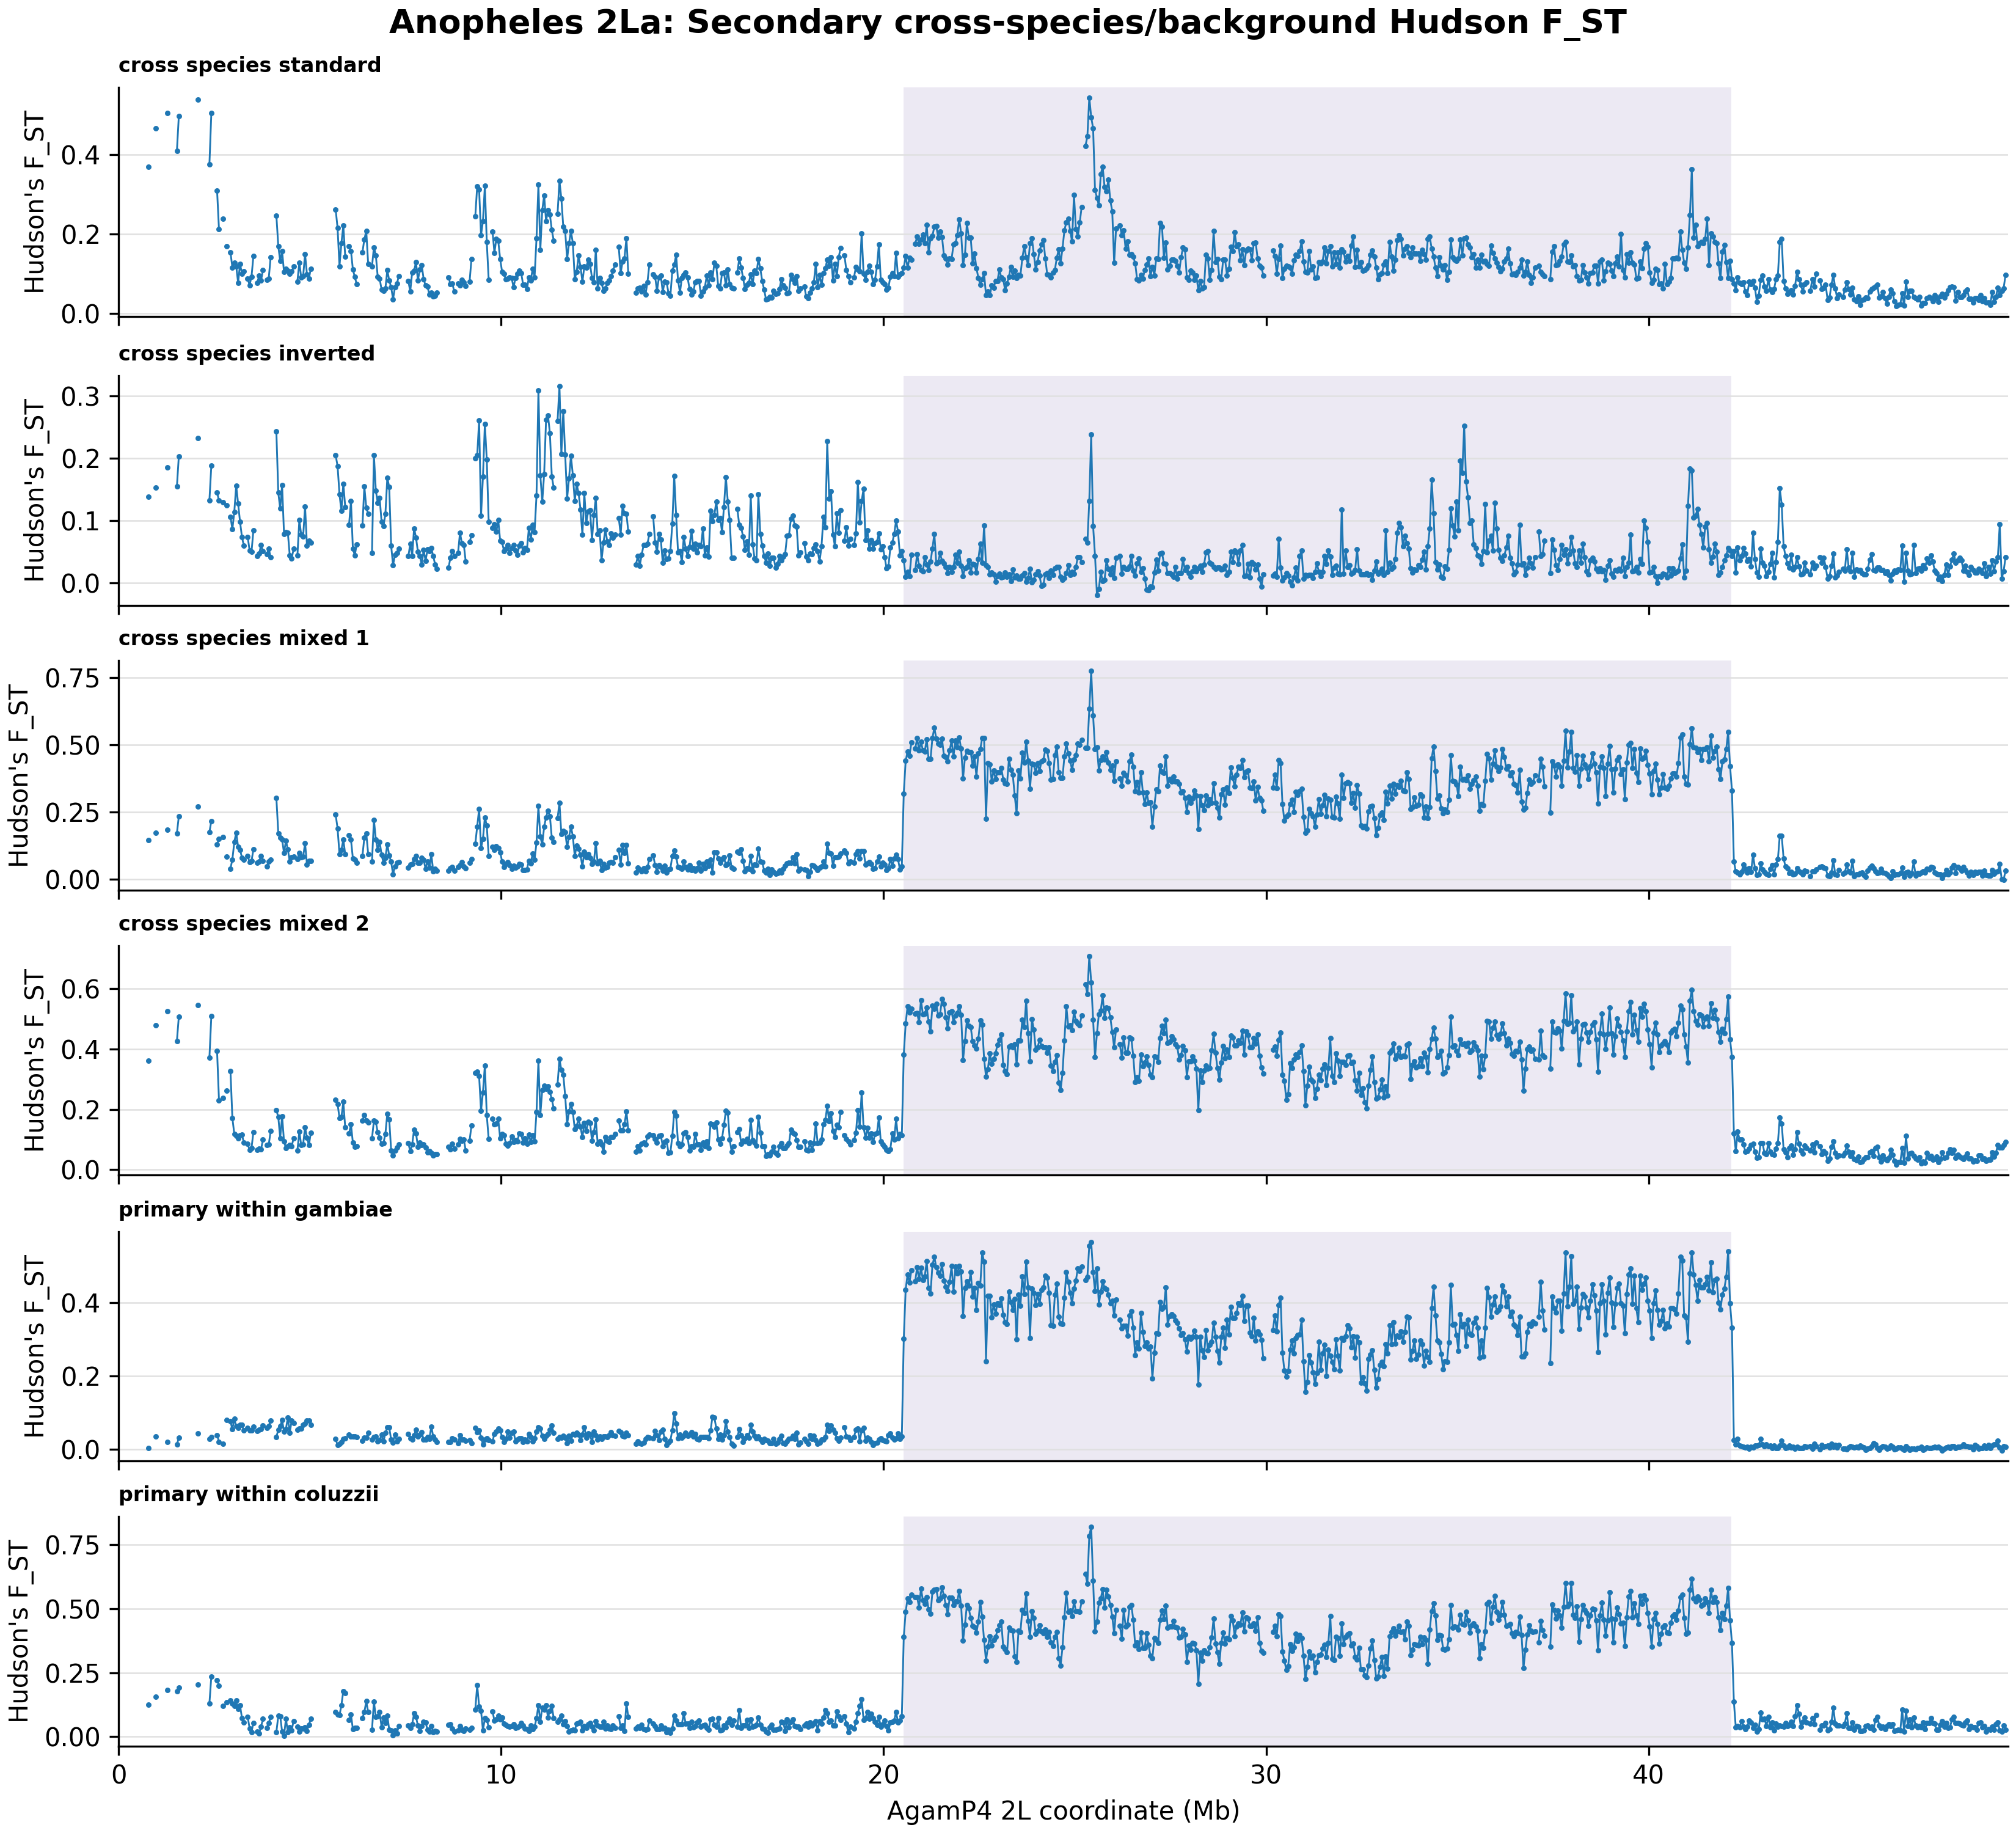 Anopheles 2La: Secondary cross-species/background Hudson F_ST
cross species standard
Hudson's F_ST
0.4
0.2
0.0
cross species inverted
Hudson's F_ST
0.3
0.2
0.1
0.0
cross species mixed 1
Hudson's F_ST
0.75
0.50
0.25
0.00
cross species mixed 2
Hudson's F_ST
0.6
0.4
0.2
0.0
primary within gambiae
Hudson's F_ST
0.4
0.2
0.0
primary within coluzzii
Hudson's F_ST
0.75
0.50
0.25
0.00
0 10 20 30 40
AgamP4 2L coordinate (Mb)